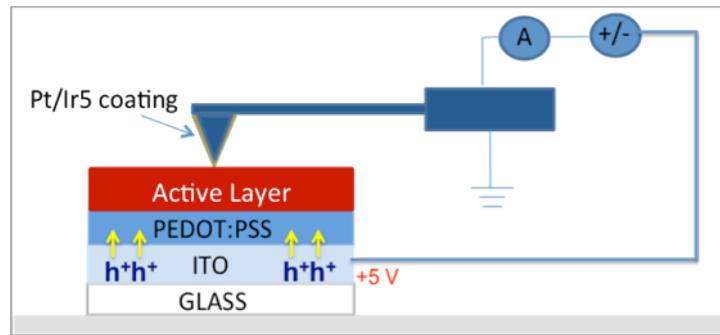 A
+/-
Pt/Ir5 coating
Active Layer
PEDOT:PSS
h⁺h⁺ ITO h⁺h⁺
+5 V
GLASS